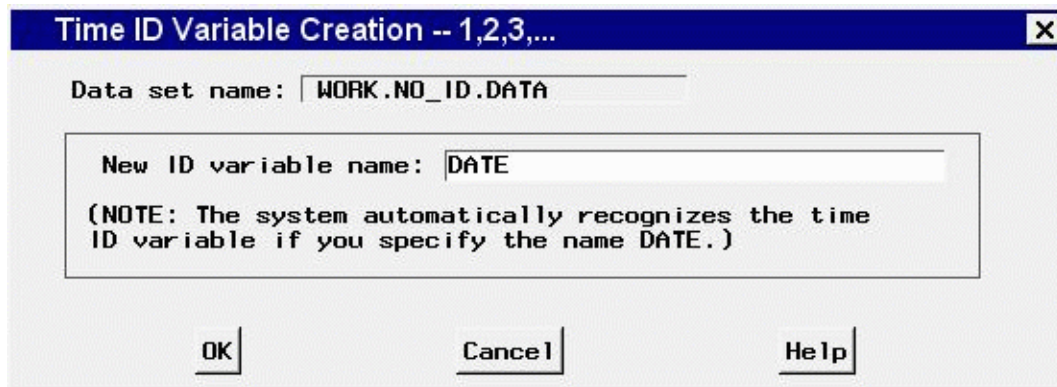 Time ID Variable Creation -- 1,2,3,...
Data set name: WORK.NO_ID.DATA
New ID variable name: DATE
(NOTE: The system automatically recognizes the time
ID variable if you specify the name DATE.)
OK Cancel Help